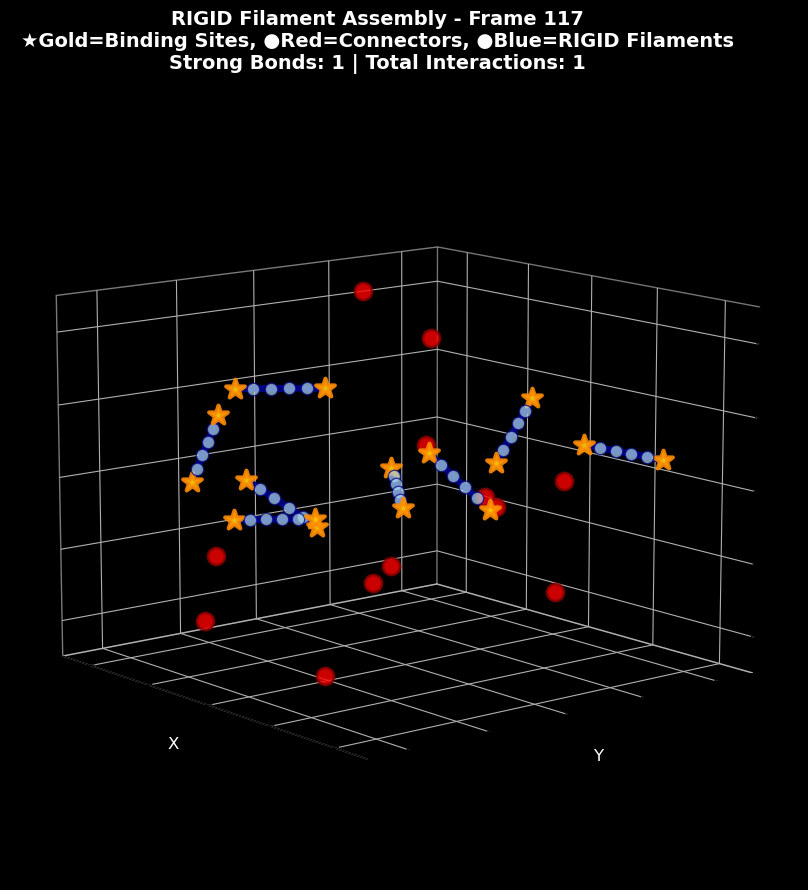 RIGID Filament Assembly - Frame 117
★Gold=Binding Sites, ●Red=Connectors, ●Blue=RIGID Filaments
Strong Bonds: 1 | Total Interactions: 1
X
Y